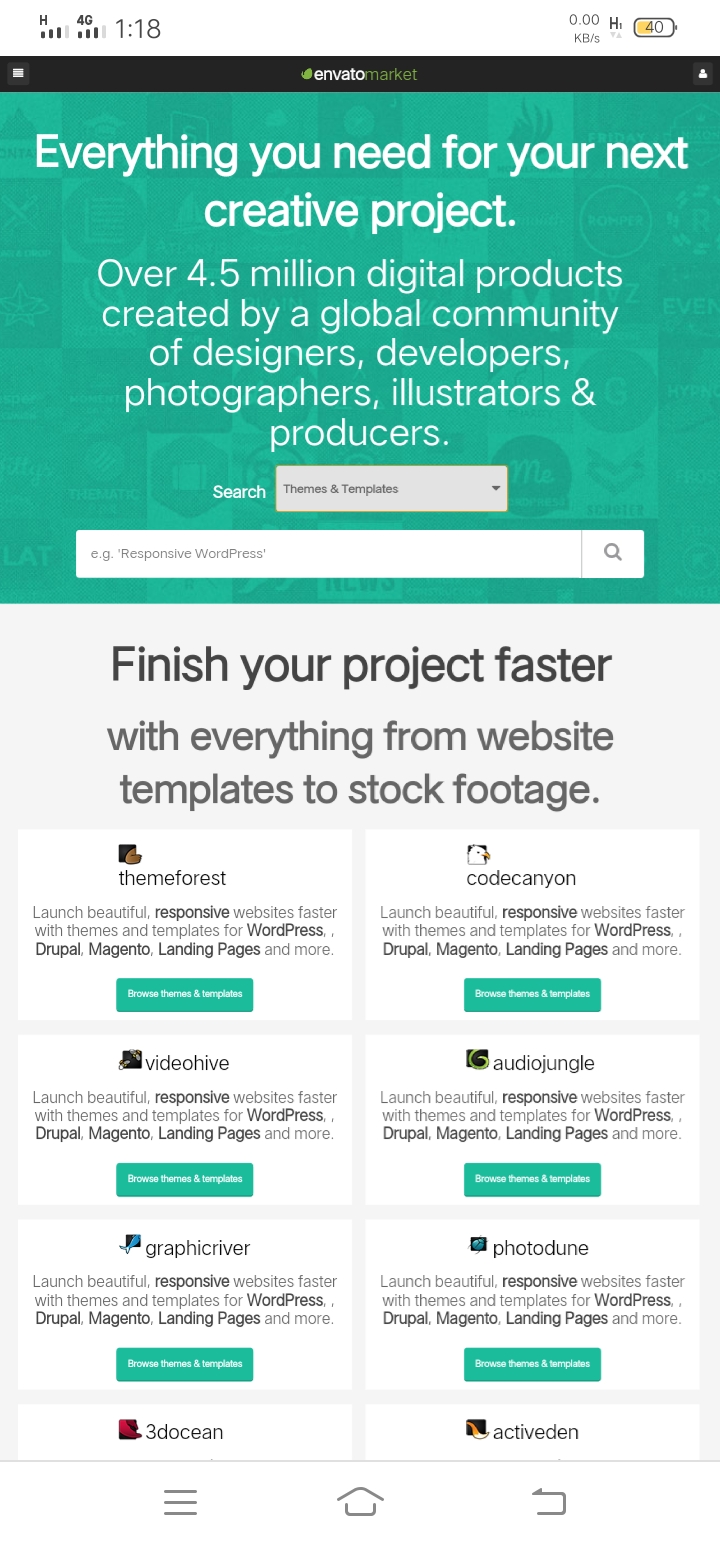 H 4G 1:18 0.00 KB/s H1 40
envatomarket
Everything you need for your next
creative project.
Over 4.5 million digital products
created by a global community
of designers, developers,
photographers, illustrators &
producers.
Search Themes & Templates
e.g. 'Responsive WordPress'
Finish your project faster
with everything from website
templates to stock footage.
themeforest
Launch beautiful, responsive websites faster
with themes and templates for WordPress, ,
Drupal, Magento, Landing Pages and more.
Browse themes & templates
codecanyon
Launch beautiful, responsive websites faster
with themes and templates for WordPress, ,
Drupal, Magento, Landing Pages and more.
Browse themes & templates
videohive
Launch beautiful, responsive websites faster
with themes and templates for WordPress, ,
Drupal, Magento, Landing Pages and more.
Browse themes & templates
audiojungle
Launch beautiful, responsive websites faster
with themes and templates for WordPress, ,
Drupal, Magento, Landing Pages and more.
Browse themes & templates
graphicriver
Launch beautiful, responsive websites faster
with themes and templates for WordPress, ,
Drupal, Magento, Landing Pages and more.
Browse themes & templates
photodune
Launch beautiful, responsive websites faster
with themes and templates for WordPress, ,
Drupal, Magento, Landing Pages and more.
Browse themes & templates
3docean
activeden